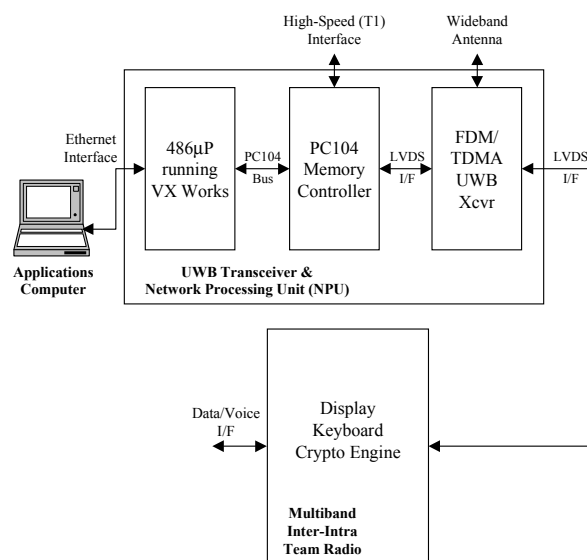 High-Speed (T1)
Interface
Wideband
Antenna
Ethernet
Interface
486µP
running
VX Works
PC104
Bus
PC104
Memory
Controller
LVDS
I/F
FDM/
TDMA
UWB
Xcvr
LVDS
I/F
Applications
Computer
UWB Transceiver &
Network Processing Unit (NPU)
Data/Voice
I/F
Display
Keyboard
Crypto Engine
Multiband
Inter-Intra
Team Radio